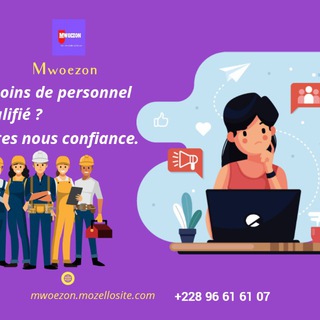 MWOEZON
Mwoezon
oins de personnel
alifié ?
es nous confiance.
mwoezon.mozellosite.com
+228 96 61 61 07